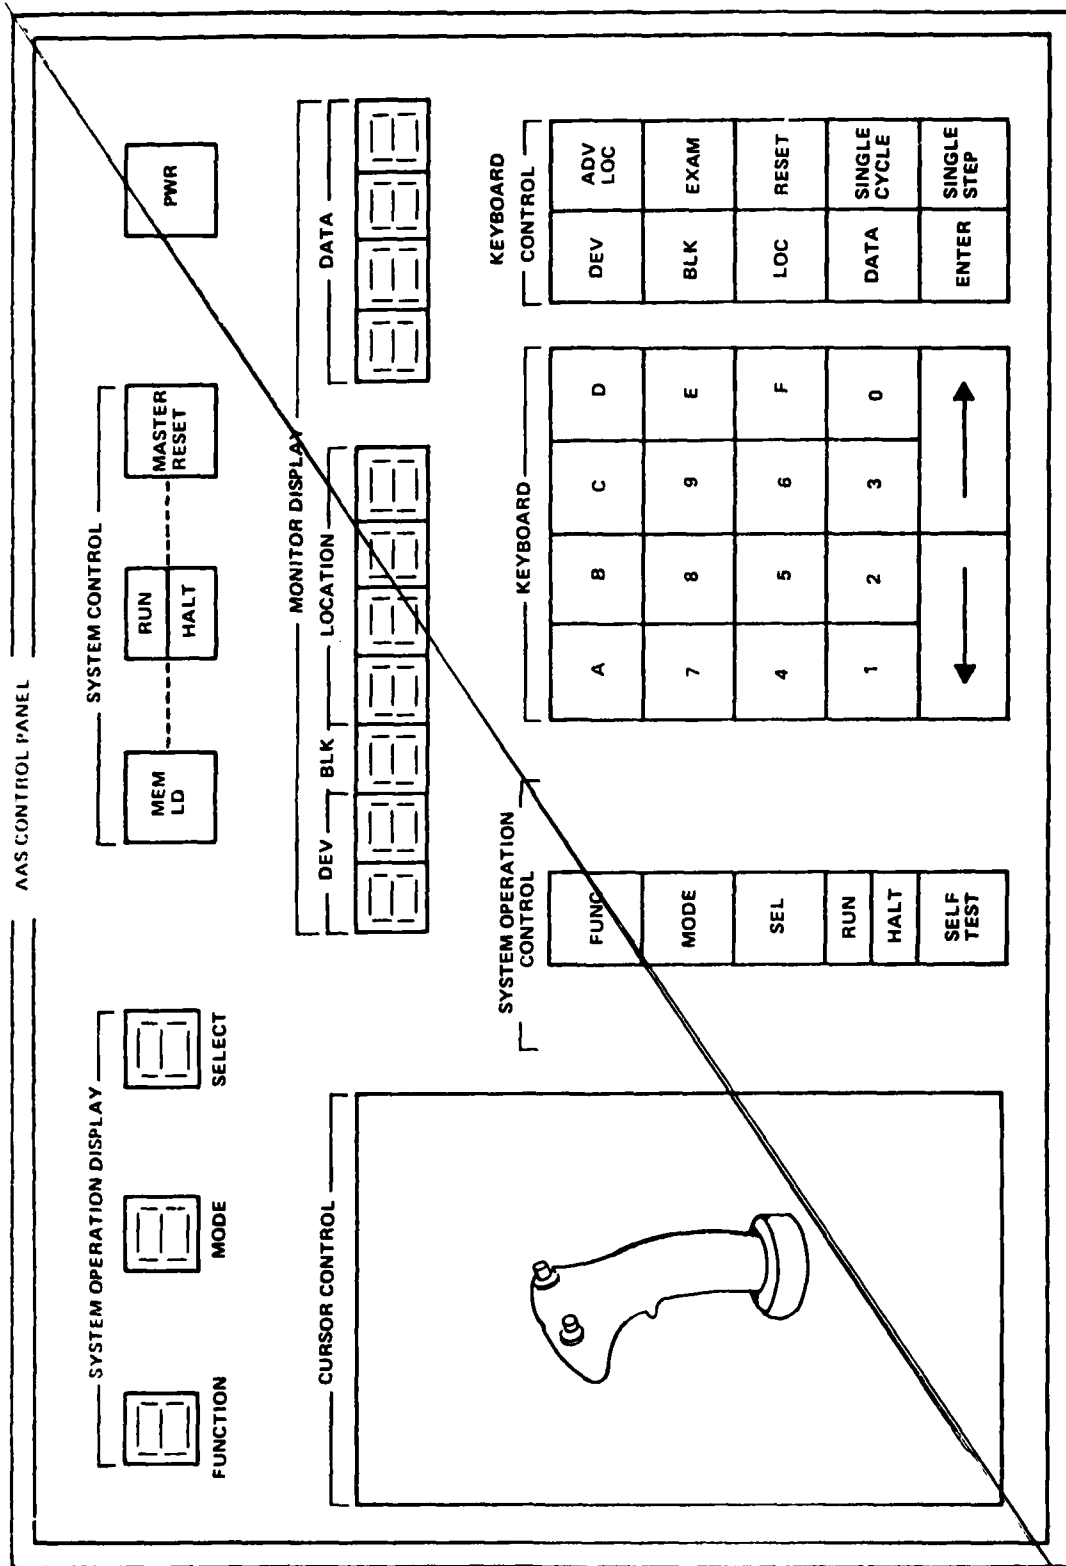 AAS CONTROL PANEL
SYSTEM OPERATION DISPLAY
FUNCTION
MODE
SELECT
SYSTEM CONTROL
MEM
LD
RUN
HALT
MASTER
RESET
PWR
MONITOR DISPLAY
DEV
BLK
LOCATION
DATA
CURSOR CONTROL
SYSTEM OPERATION
CONTROL
FUNC
MODE
SEL
RUN
HALT
SELF
TEST
KEYBOARD
A B C D
7 8 9 E
4 5 6 F
1 2 3 0
KEYBOARD
CONTROL
DEV
ADV
LOC
BLK
EXAM
LOC
RESET
DATA
SINGLE
CYCLE
ENTER
SINGLE
STEP